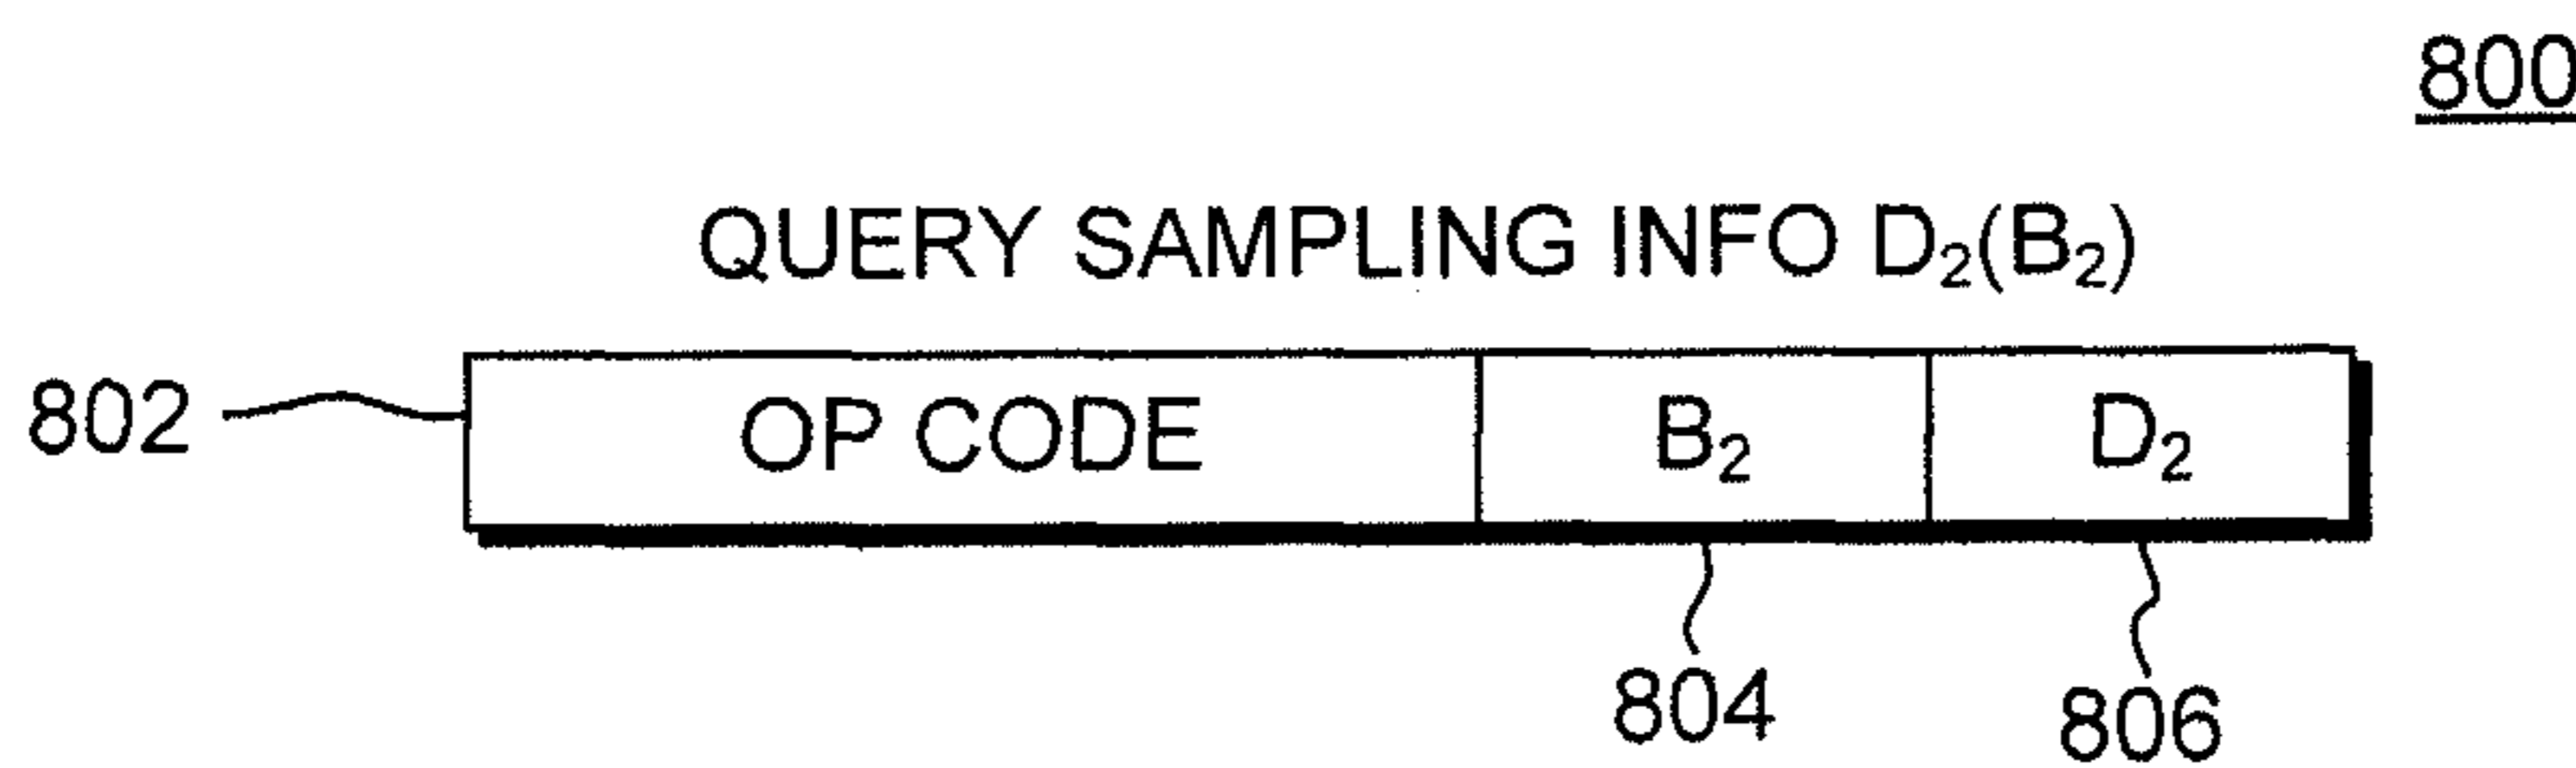 800
QUERY SAMPLING INFO D₂(B₂)
802 OP CODE B₂ D₂
804 806